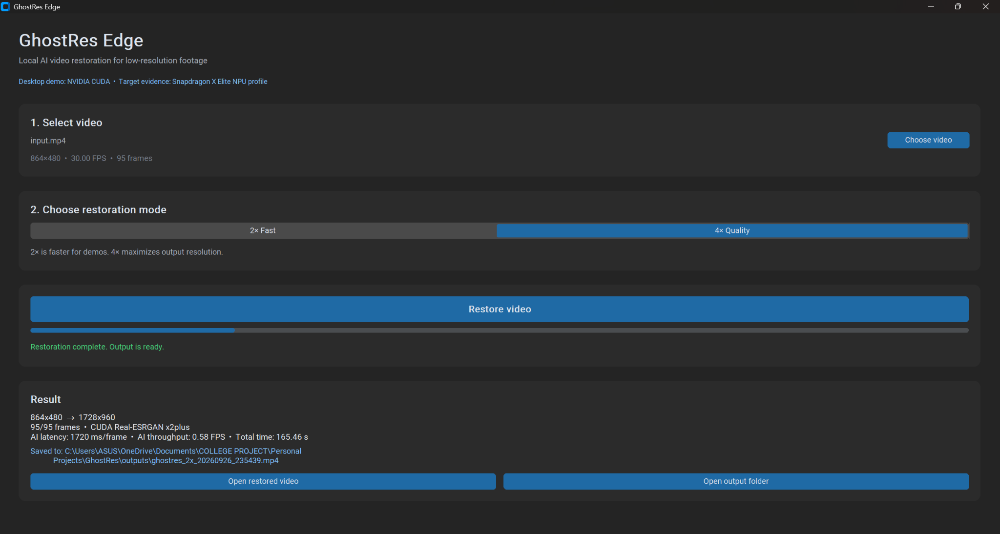 GhostRes Edge
GhostRes Edge
Local AI video restoration for low-resolution footage
Desktop demo: NVIDIA CUDA • Target evidence: Snapdragon X Elite NPU profile
1. Select video
input.mp4
Choose video
864×480 • 30.00 FPS • 95 frames
2. Choose restoration mode
2× Fast
4× Quality
2× is faster for demos. 4× maximizes output resolution.
Restore video
Restoration complete. Output is ready.
Result
864x480 → 1728x960
95/95 frames • CUDA Real-ESRGAN x2plus
AI latency: 1720 ms/frame • AI throughput: 0.58 FPS • Total time: 165.46 s
Saved to: C:\Users\ASUS\OneDrive\Documents\COLLEGE PROJECT\Personal
Projects\GhostRes\outputs\ghostres_2x_20260926_235439.mp4
Open restored video
Open output folder